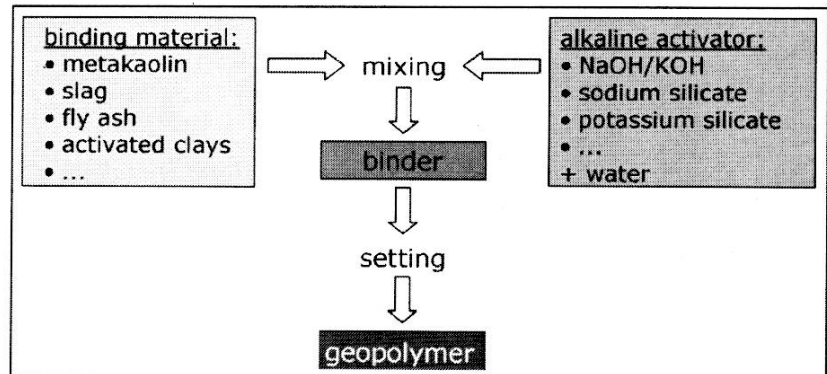 binding material:
• metakaolin
• slag
• fly ash
• activated clays
• ...
mixing
alkaline activator:
• NaOH/KOH
• sodium silicate
• potassium silicate
• ...
+ water
binder
setting
geopolymer